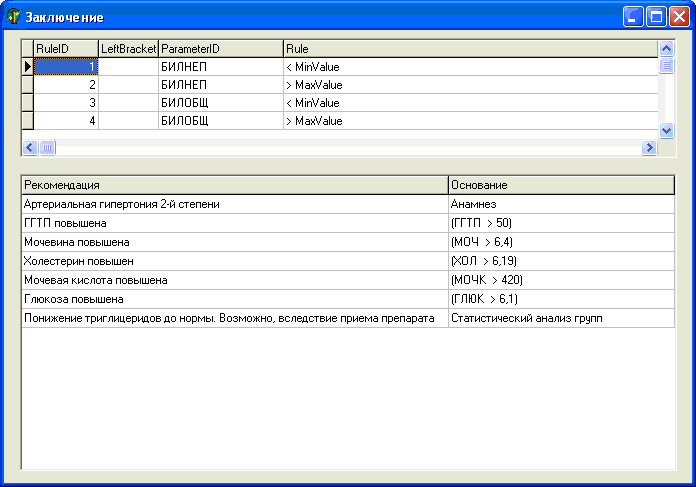 Заключение
RuleID LeftBracket ParameterID Rule
1 БИЛНЕП < MinValue
2 БИЛНЕП > MaxValue
3 БИЛОБЩ < MinValue
4 БИЛОБЩ > MaxValue
Рекомендация Основание
Артериальная гипертония 2-й степени Анамнез
ГГТП повышена (ГГТП > 50)
Мочевина повышена (МОЧ > 6,4)
Холестерин повышен (ХОЛ > 6,19)
Мочевая кислота повышена (МОЧК > 420)
Глюкоза повышена (ГЛЮК > 6,1)
Понижение триглицеридов до нормы. Возможно, вследствие приема препарата Статистический анализ групп